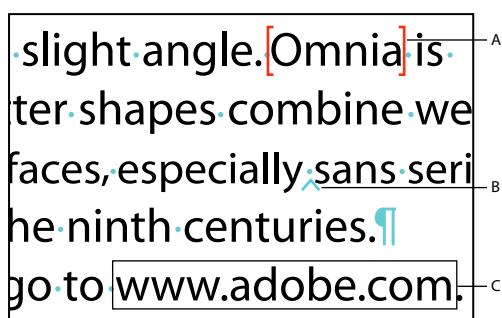 slight angle. [Omnia] is
tter shapes combine we
faces, especially sans seri
he ninth centuries.¶
go to www.adobe.com.
A
B
C